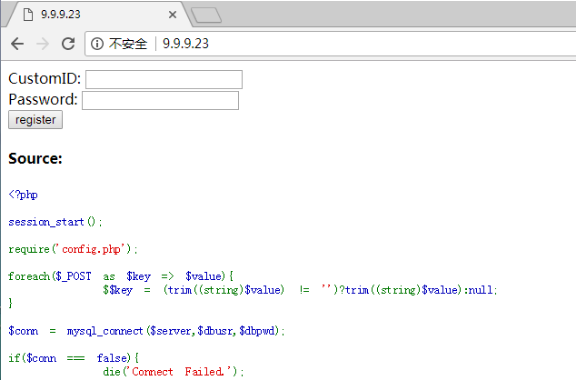 9.9.9.23
不安全 9.9.9.23
CustomID:
Password:
register
Source:
<?php
session_start();
require('config.php');
foreach($_POST as $key => $value){
$$key = (trim((string)$value) != '')?trim((string)$value):null;
}
$conn = mysql_connect($server,$dbusr,$dbpwd);
if($conn === false){
die('Connect Failed.');